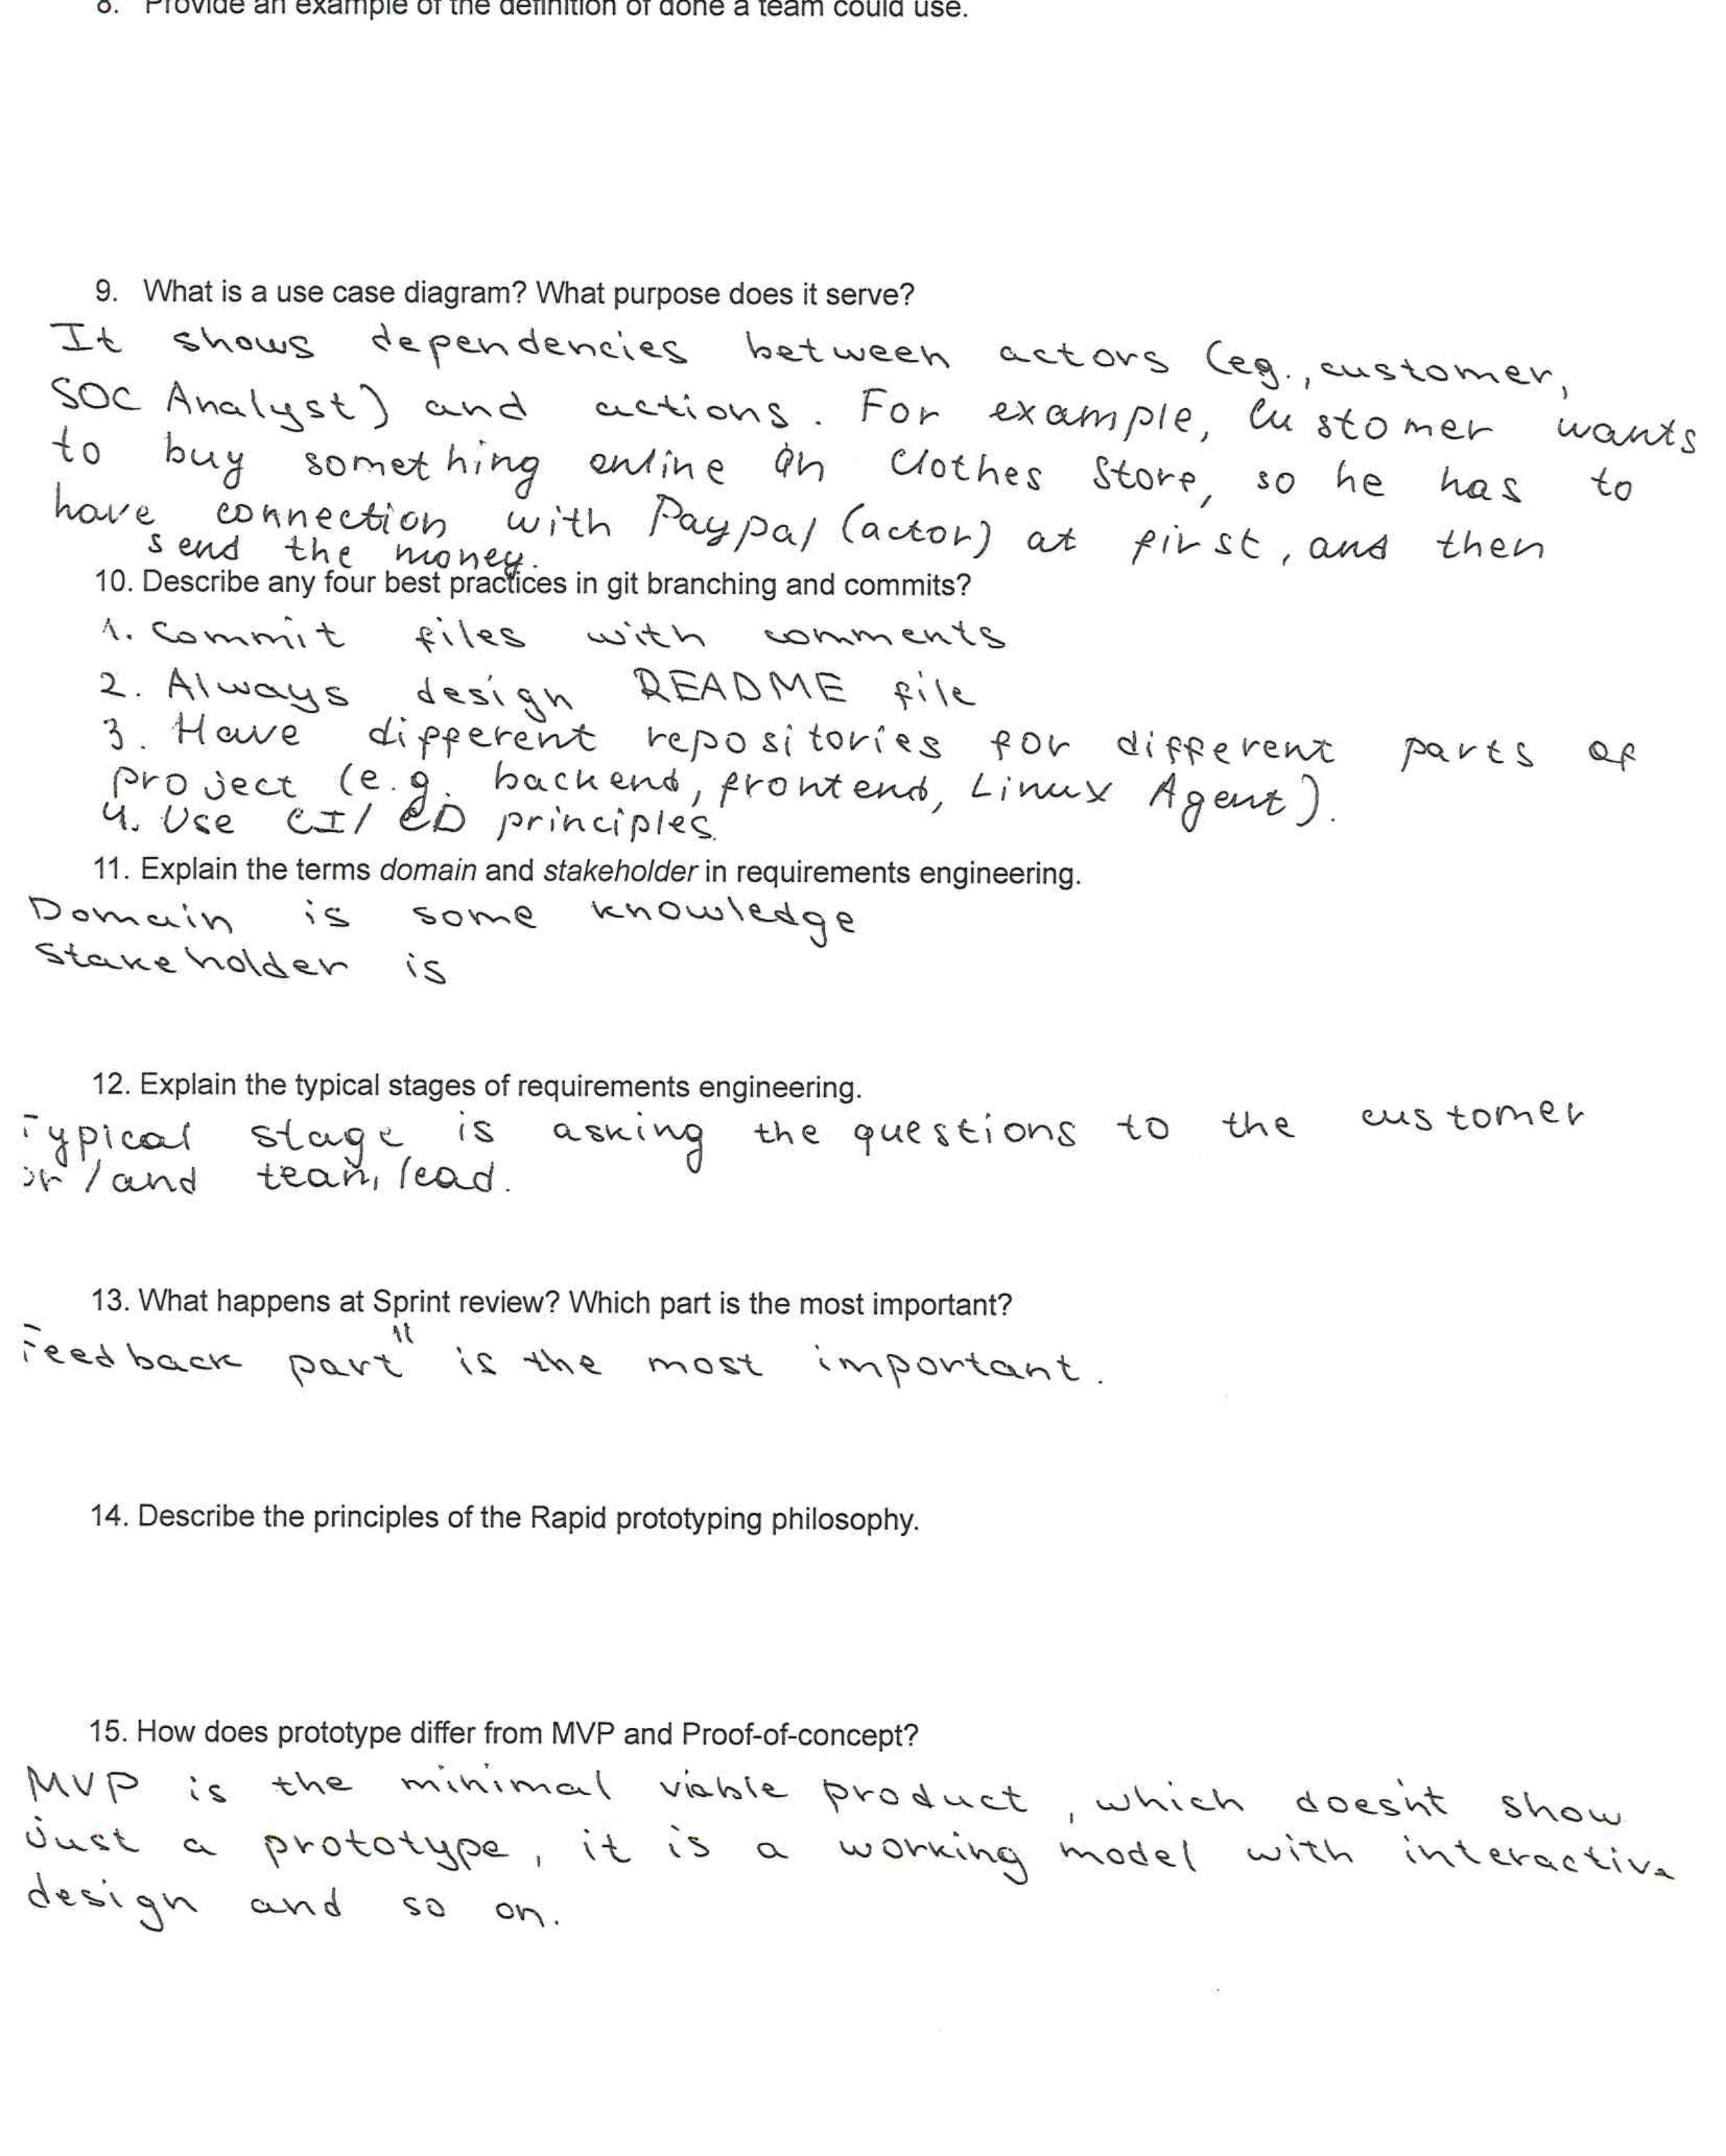 8. Provide an example of the definition of done a team could use.
9. What is a use case diagram? What purpose does it serve?
It shows dependencies between actors (eg., customer,
SOC Analyst) and actions. For example, Customer wants
to buy something online on Clothes Store, so he has to
have connection with Paypal (actor) at first, and then
send the money.
10. Describe any four best practices in git branching and commits?
1. Commit files with comments
2. Always design README file
3. Have different repositories for different parts of
project (e.g. backend, frontend, Linux Agent).
4. Use CI/CD principles.
11. Explain the terms domain and stakeholder in requirements engineering.
Domain is some knowledge
Stakeholder is
12. Explain the typical stages of requirements engineering.
Typical stage is asking the questions to the customer
or/and team lead.
13. What happens at Sprint review? Which part is the most important?
Feedback part" is the most important.
14. Describe the principles of the Rapid prototyping philosophy.
15. How does prototype differ from MVP and Proof-of-concept?
MVP is the minimal viable product, which doesn't show
just a prototype, it is a working model with interactive
design and so on.